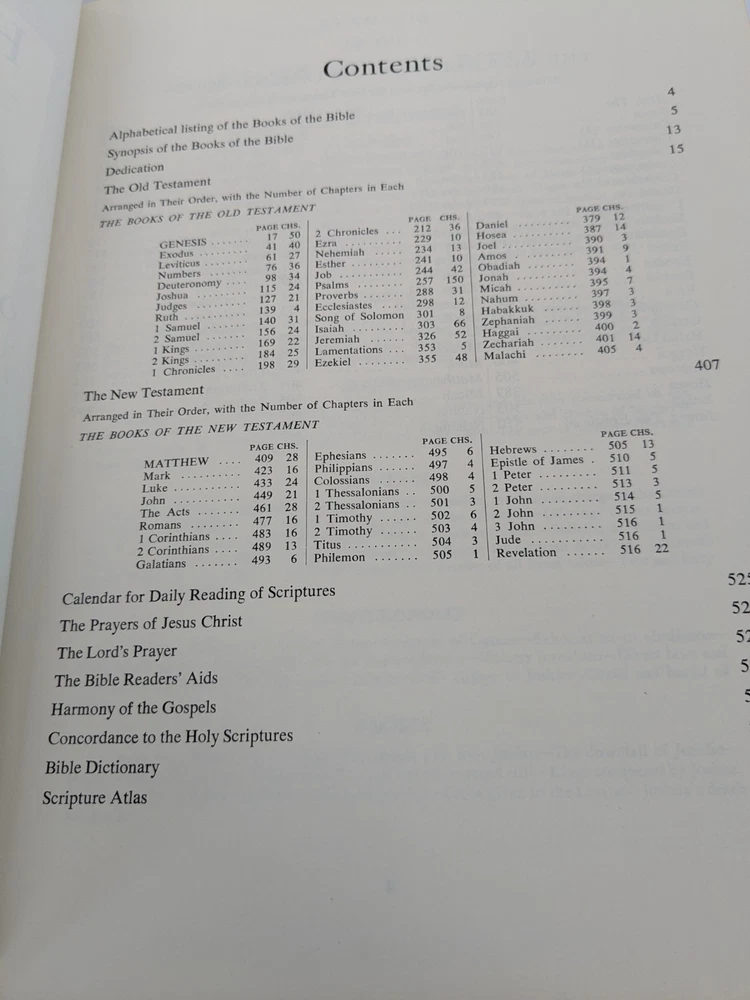 Contents
Alphabetical listing of the Books of the Bible 4
Synopsis of the Books of the Bible 5
Dedication 13
The Old Testament 15
Arranged in Their Order, with the Number of Chapters in Each
THE BOOKS OF THE OLD TESTAMENT
PAGE CHS.
GENESIS ....... 17 50
Exodus ........ 41 40
Leviticus ....... 61 27
Numbers ....... 76 36
Deuteronomy .... 98 34
Joshua ........ 115 24
Judges ........ 127 21
Ruth ......... 139 4
1 Samuel ....... 140 31
2 Samuel ....... 156 24
1 Kings ........ 169 22
2 Kings ........ 184 25
1 Chronicles .... 198 29
PAGE CHS.
2 Chronicles ... 212 36
Ezra ......... 229 10
Nehemiah ...... 234 13
Esther ........ 241 10
Job .......... 244 42
Psalms ........ 257 150
Proverbs ....... 288 31
Ecclesiastes .... 298 12
Song of Solomon 301 8
Isaiah ........ 303 66
Jeremiah ....... 326 52
Lamentations ... 353 5
Ezekiel ....... 355 48
PAGE CHS.
Daniel ......... 379 12
Hosea ......... 387 14
Joel .......... 390 3
Amos ......... 391 9
Obadiah ....... 394 1
Jonah ......... 394 4
Micah ......... 395 7
Nahum ........ 397 3
Habakkuk ...... 398 3
Zephaniah ...... 399 3
Haggai ........ 400 2
Zechariah ...... 401 14
Malachi ........ 405 4
The New Testament 407
Arranged in Their Order, with the Number of Chapters in Each
THE BOOKS OF THE NEW TESTAMENT
PAGE CHS.
MATTHEW .... 409 28
Mark ......... 423 16
Luke .......... 433 24
John .......... 449 21
The Acts ....... 461 28
Romans ........ 477 16
1 Corinthians .... 483 16
2 Corinthians .... 489 13
Galatians ....... 493 6
PAGE CHS.
Ephesians ....... 495 6
Philippians ...... 497 4
Colossians ...... 498 4
1 Thessalonians .. 500 5
2 Thessalonians .. 501 3
1 Timothy ...... 502 6
2 Timothy ...... 503 4
Titus ........... 504 3
Philemon ....... 505 1
PAGE CHS.
Hebrews ........ 505 13
Epistle of James . 510 5
1 Peter ......... 511 5
2 Peter ......... 513 3
1 John ......... 514 5
2 John ......... 515 1
3 John ......... 516 1
Jude ........... 516 1
Revelation ...... 516 22
Calendar for Daily Reading of Scriptures 525
The Prayers of Jesus Christ
The Lord's Prayer
The Bible Readers' Aids
Harmony of the Gospels
Concordance to the Holy Scriptures
Bible Dictionary
Scripture Atlas